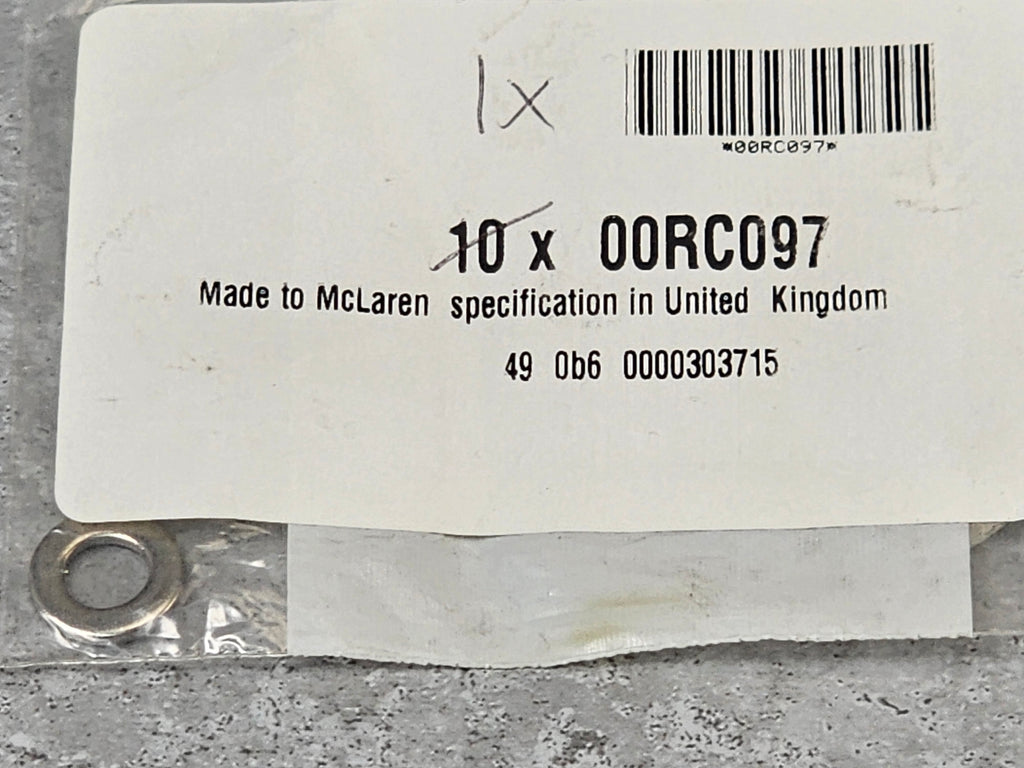 1x
*00RC097*
10 x 00RC097
Made to McLaren specification in United Kingdom
49 0b6 0000303715